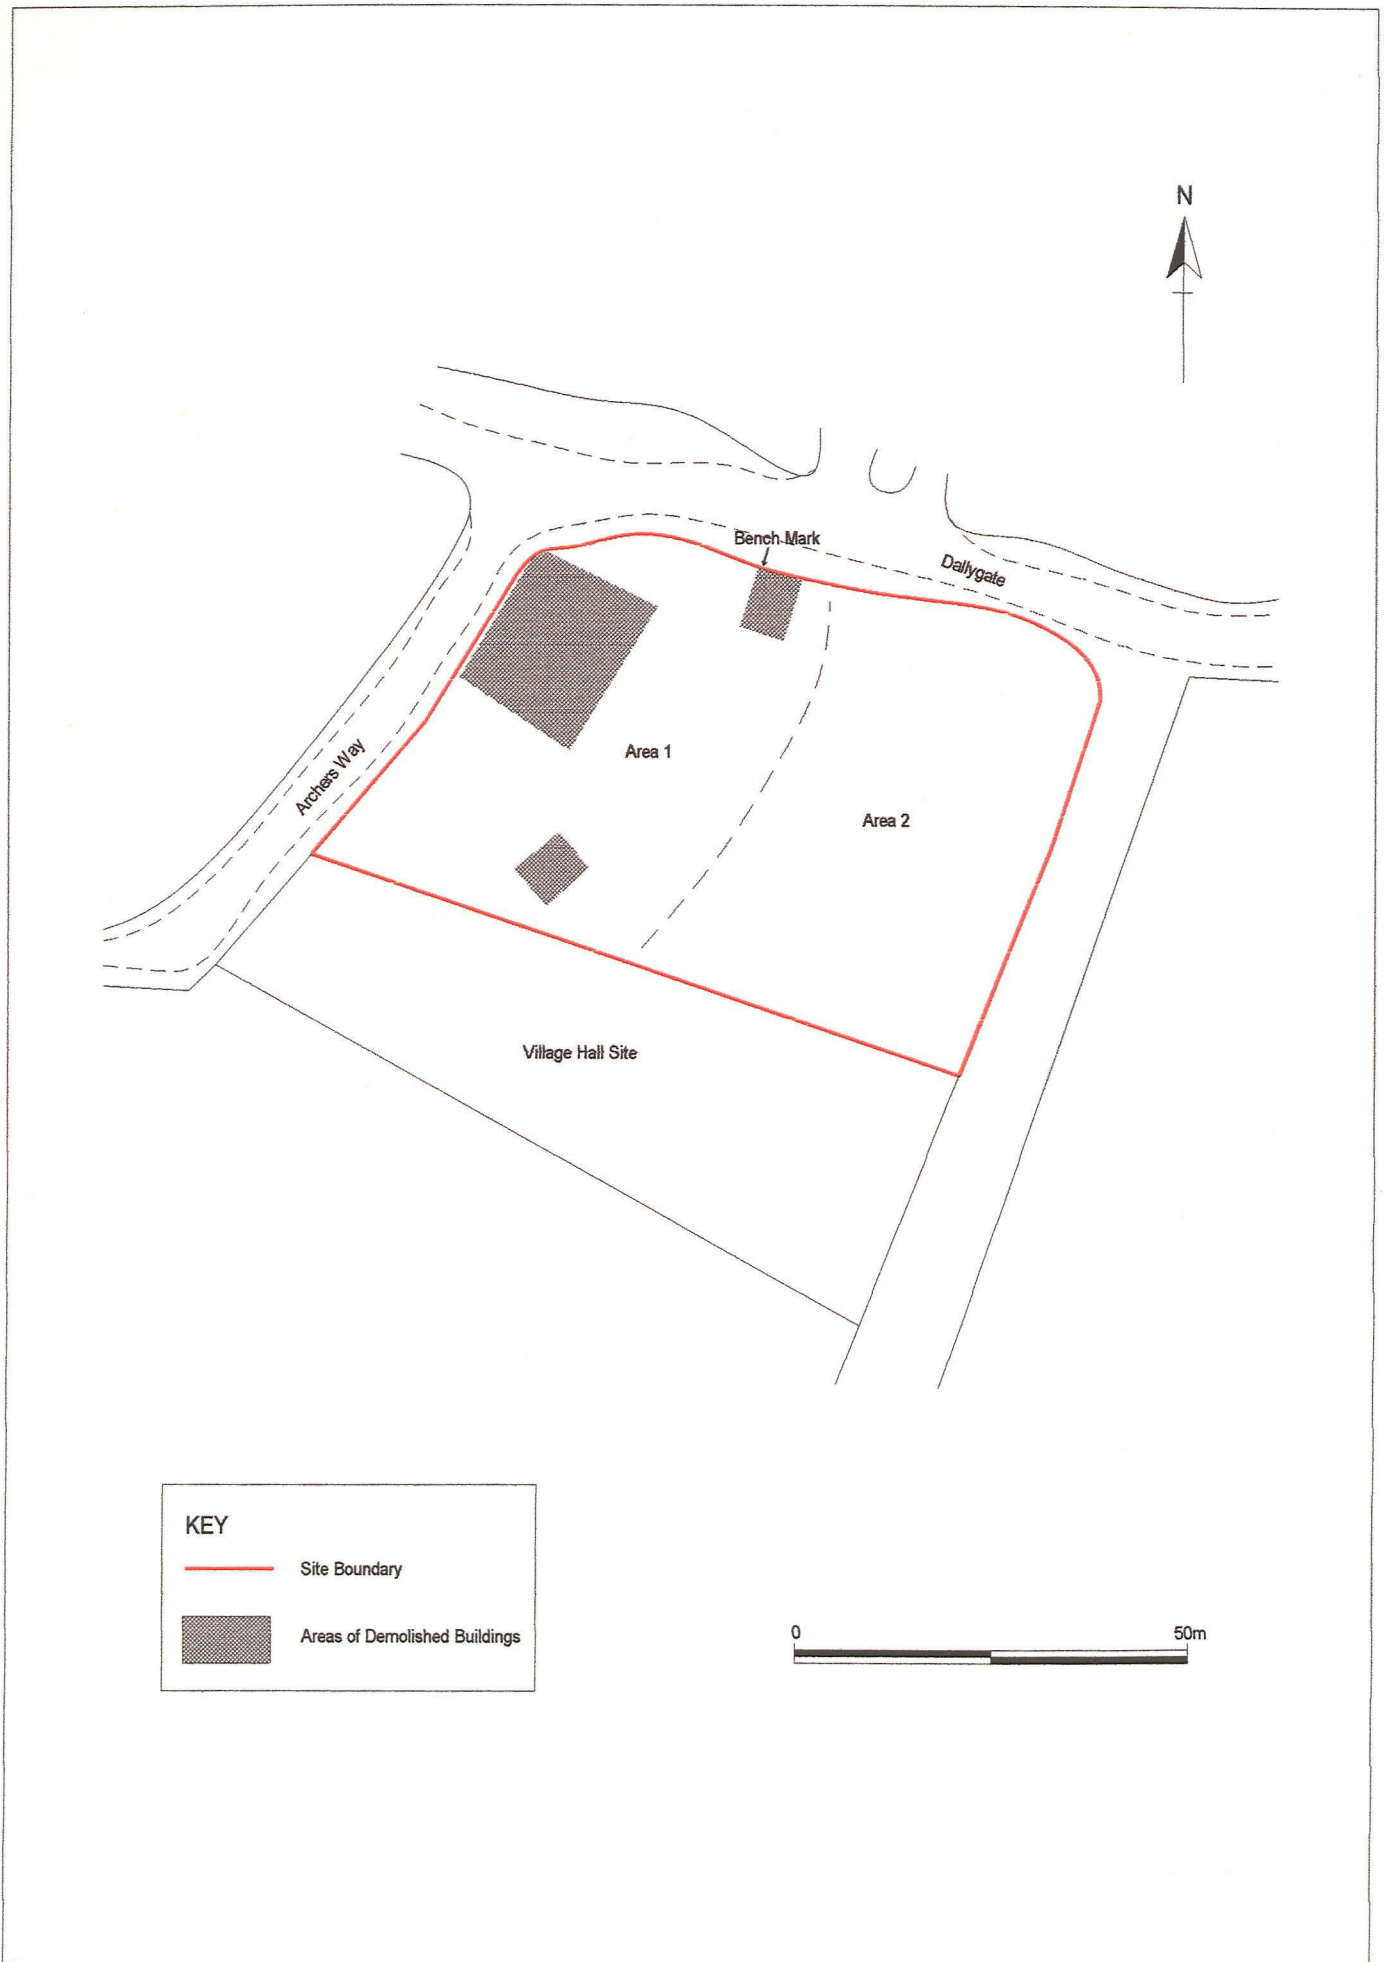 N
Bench Mark
Dallygate
Archers Way
Area 1
Area 2
Village Hall Site
KEY
Site Boundary
Areas of Demolished Buildings
0 50m